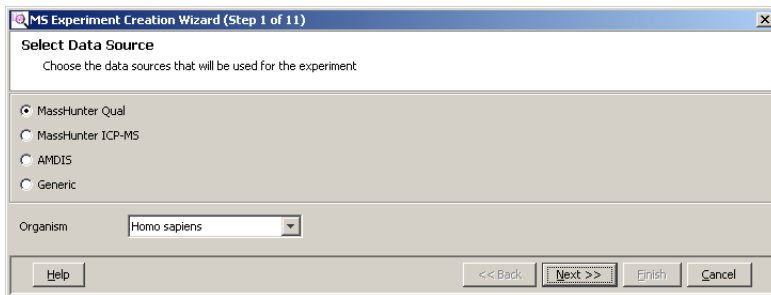 MS Experiment Creation Wizard (Step 1 of 11)
Select Data Source
Choose the data sources that will be used for the experiment
MassHunter Qual
MassHunter ICP-MS
AMDIS
Generic
Organism Homo sapiens
Help << Back Next >> Finish Cancel